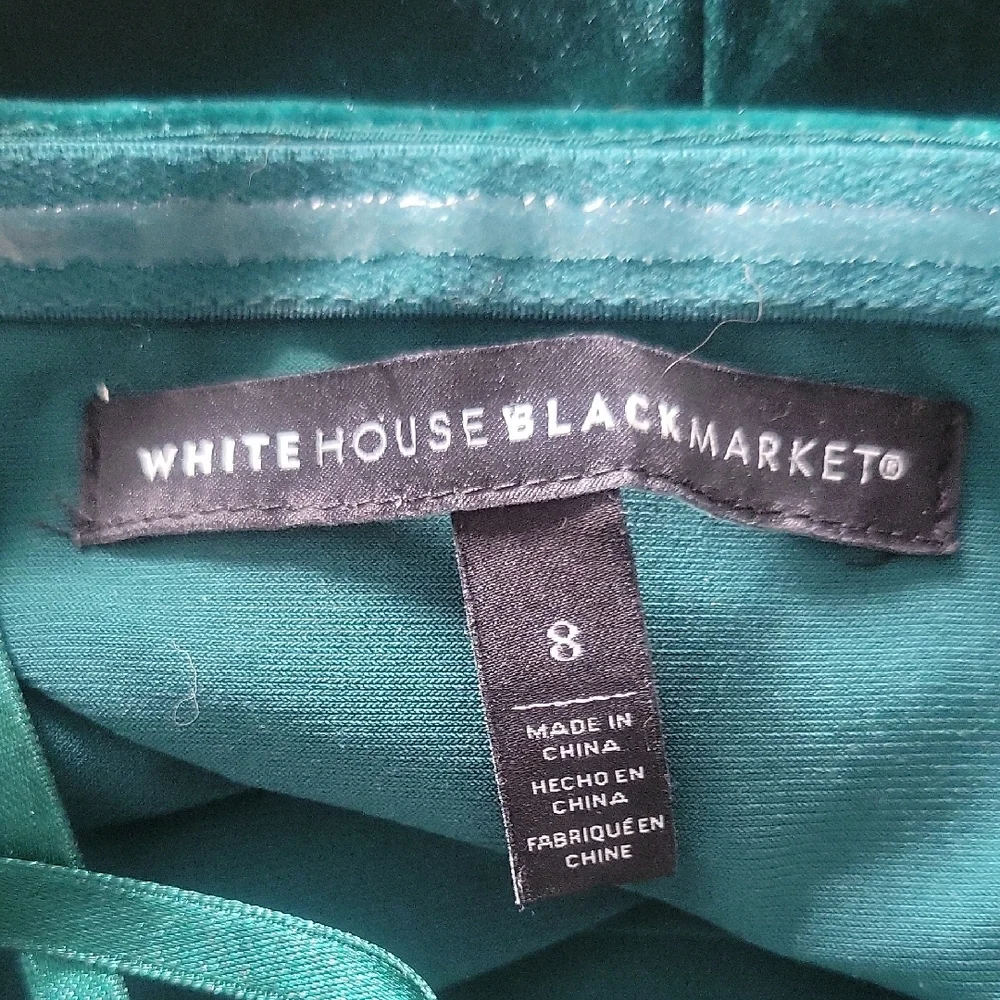 WHITE HOUSE BLACK MARKET®
8
MADE IN
CHINA
HECHO EN
CHINA
FABRIQUÉ EN
CHINE